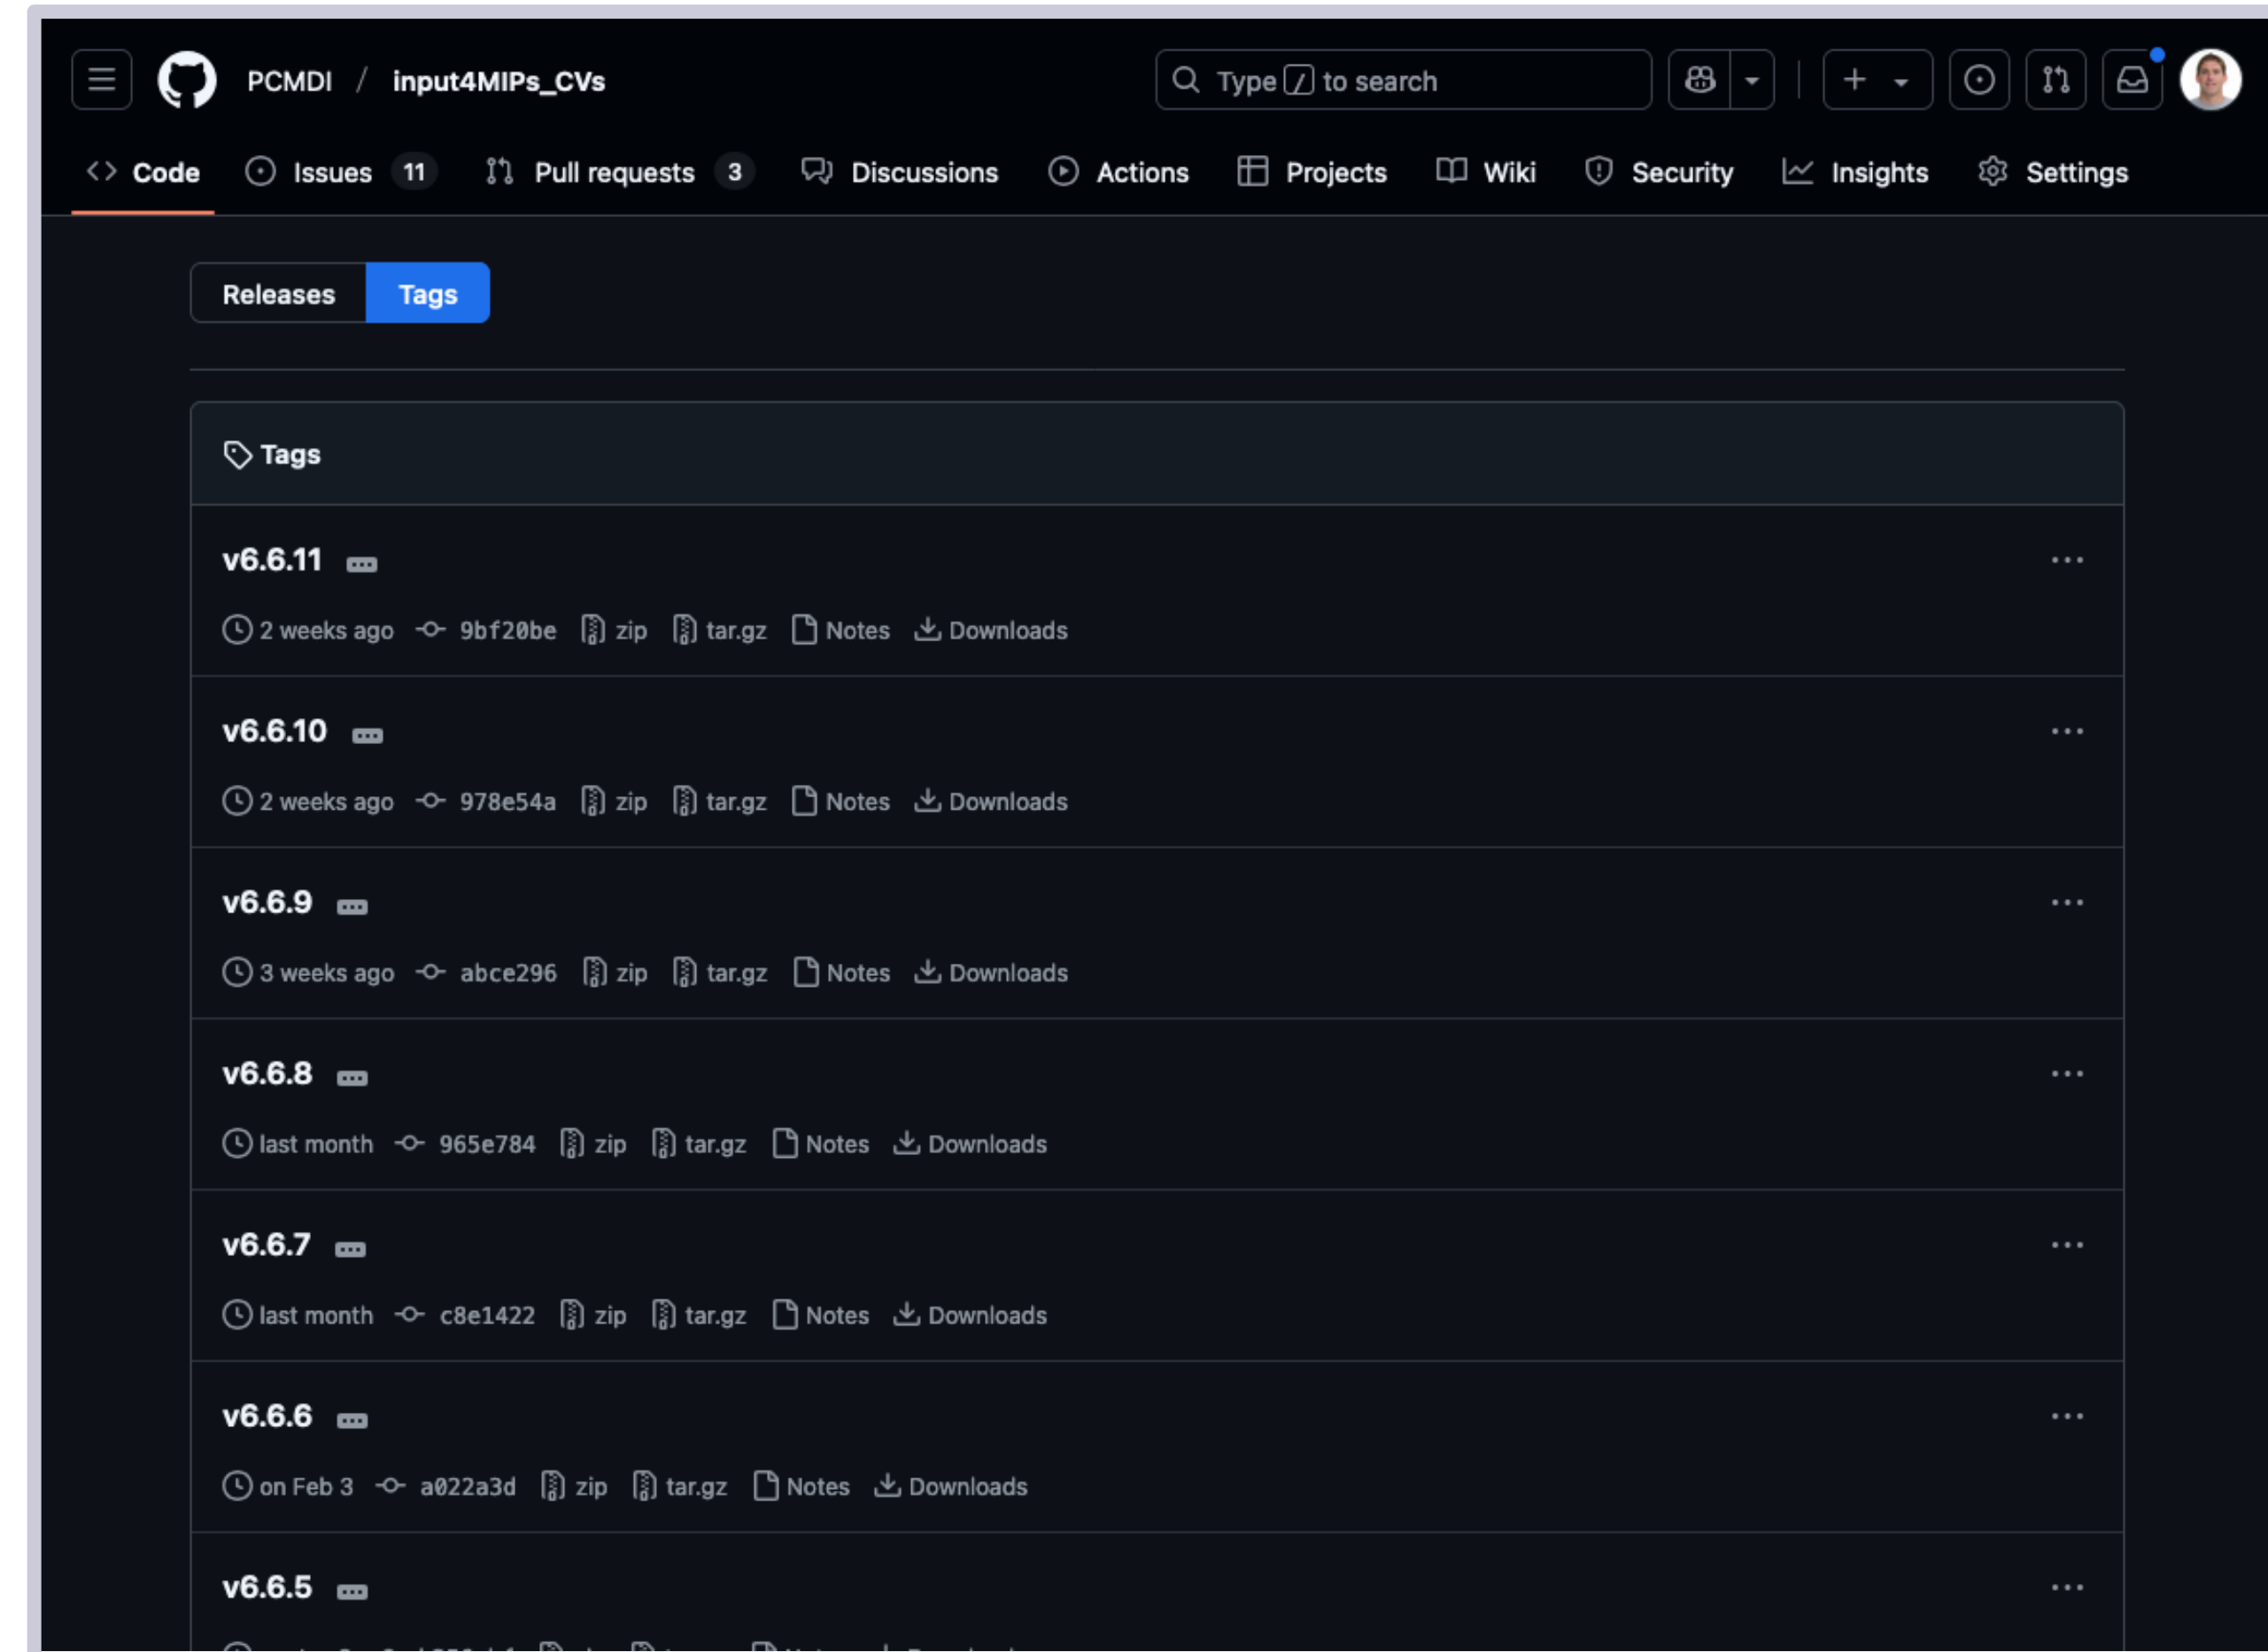 PCMDI / input4MIPs_CVs Type / to search
Code Issues 11 Pull requests 3 Discussions Actions Projects Wiki Security Insights Settings
Releases Tags
Tags
v6.6.11
2 weeks ago 9bf20be zip tar.gz Notes Downloads
v6.6.10
2 weeks ago 978e54a zip tar.gz Notes Downloads
v6.6.9
3 weeks ago abce296 zip tar.gz Notes Downloads
v6.6.8
last month 965e784 zip tar.gz Notes Downloads
v6.6.7
last month c8e1422 zip tar.gz Notes Downloads
v6.6.6
on Feb 3 a022a3d zip tar.gz Notes Downloads
v6.6.5